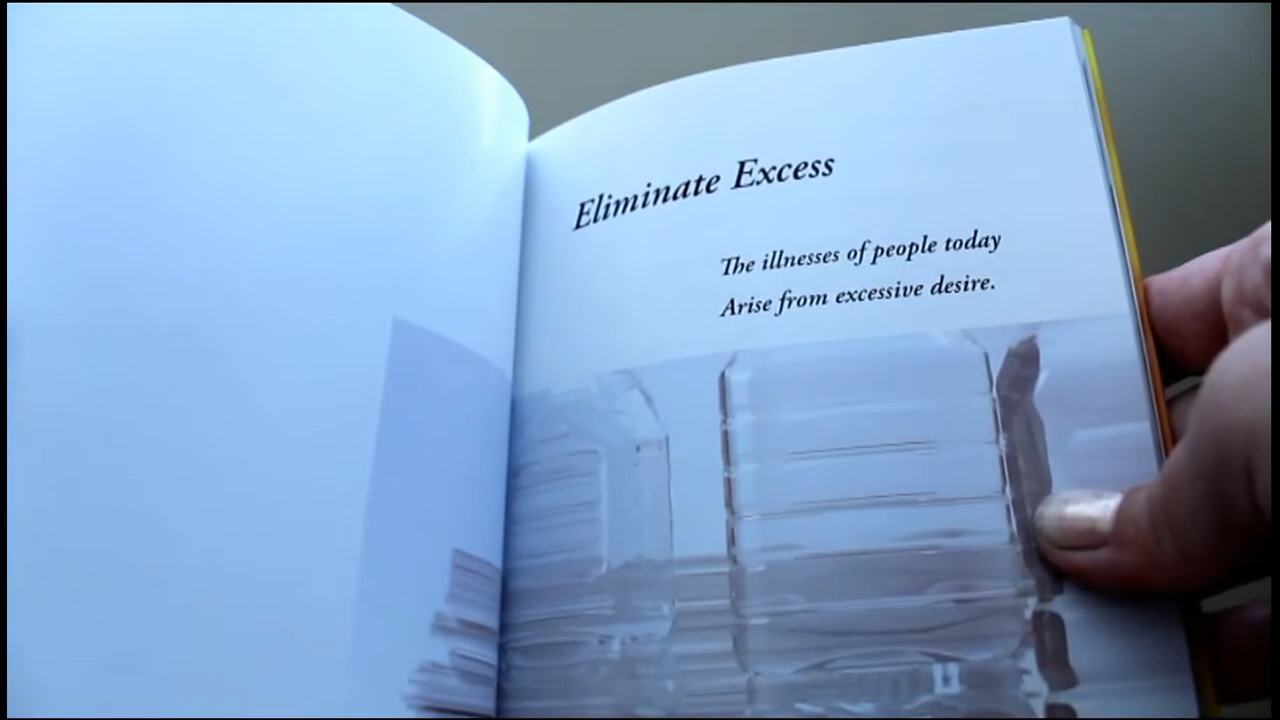 Eliminate Excess
The illnesses of people today
Arise from excessive desire.